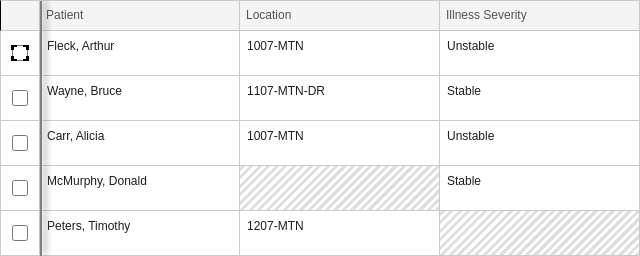 Patient Location Illness Severity
Fleck, Arthur 1007-MTN Unstable
Wayne, Bruce 1107-MTN-DR Stable
Carr, Alicia 1007-MTN Unstable
McMurphy, Donald Stable
Peters, Timothy 1207-MTN